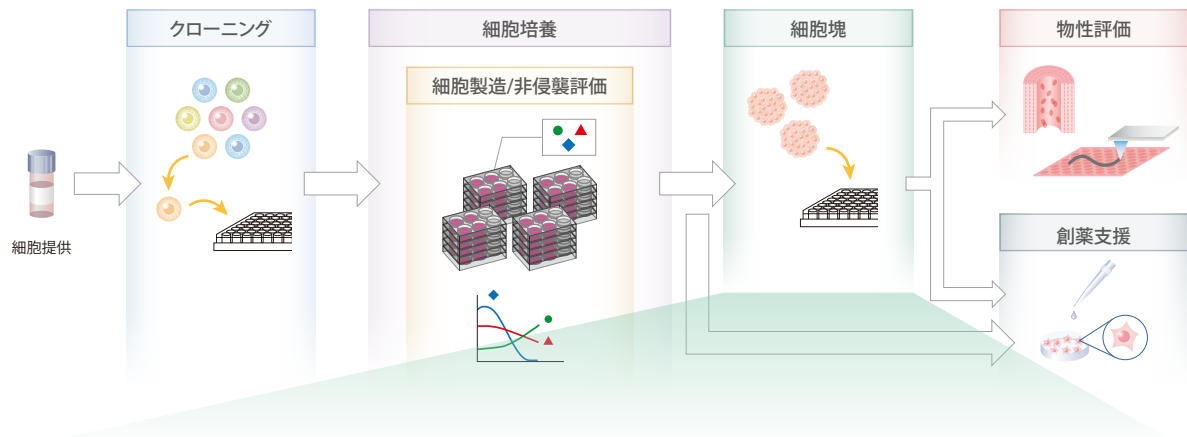 細胞提供
クローニング
細胞培養
細胞製造/非侵襲評価
細胞塊
物性評価
創薬支援